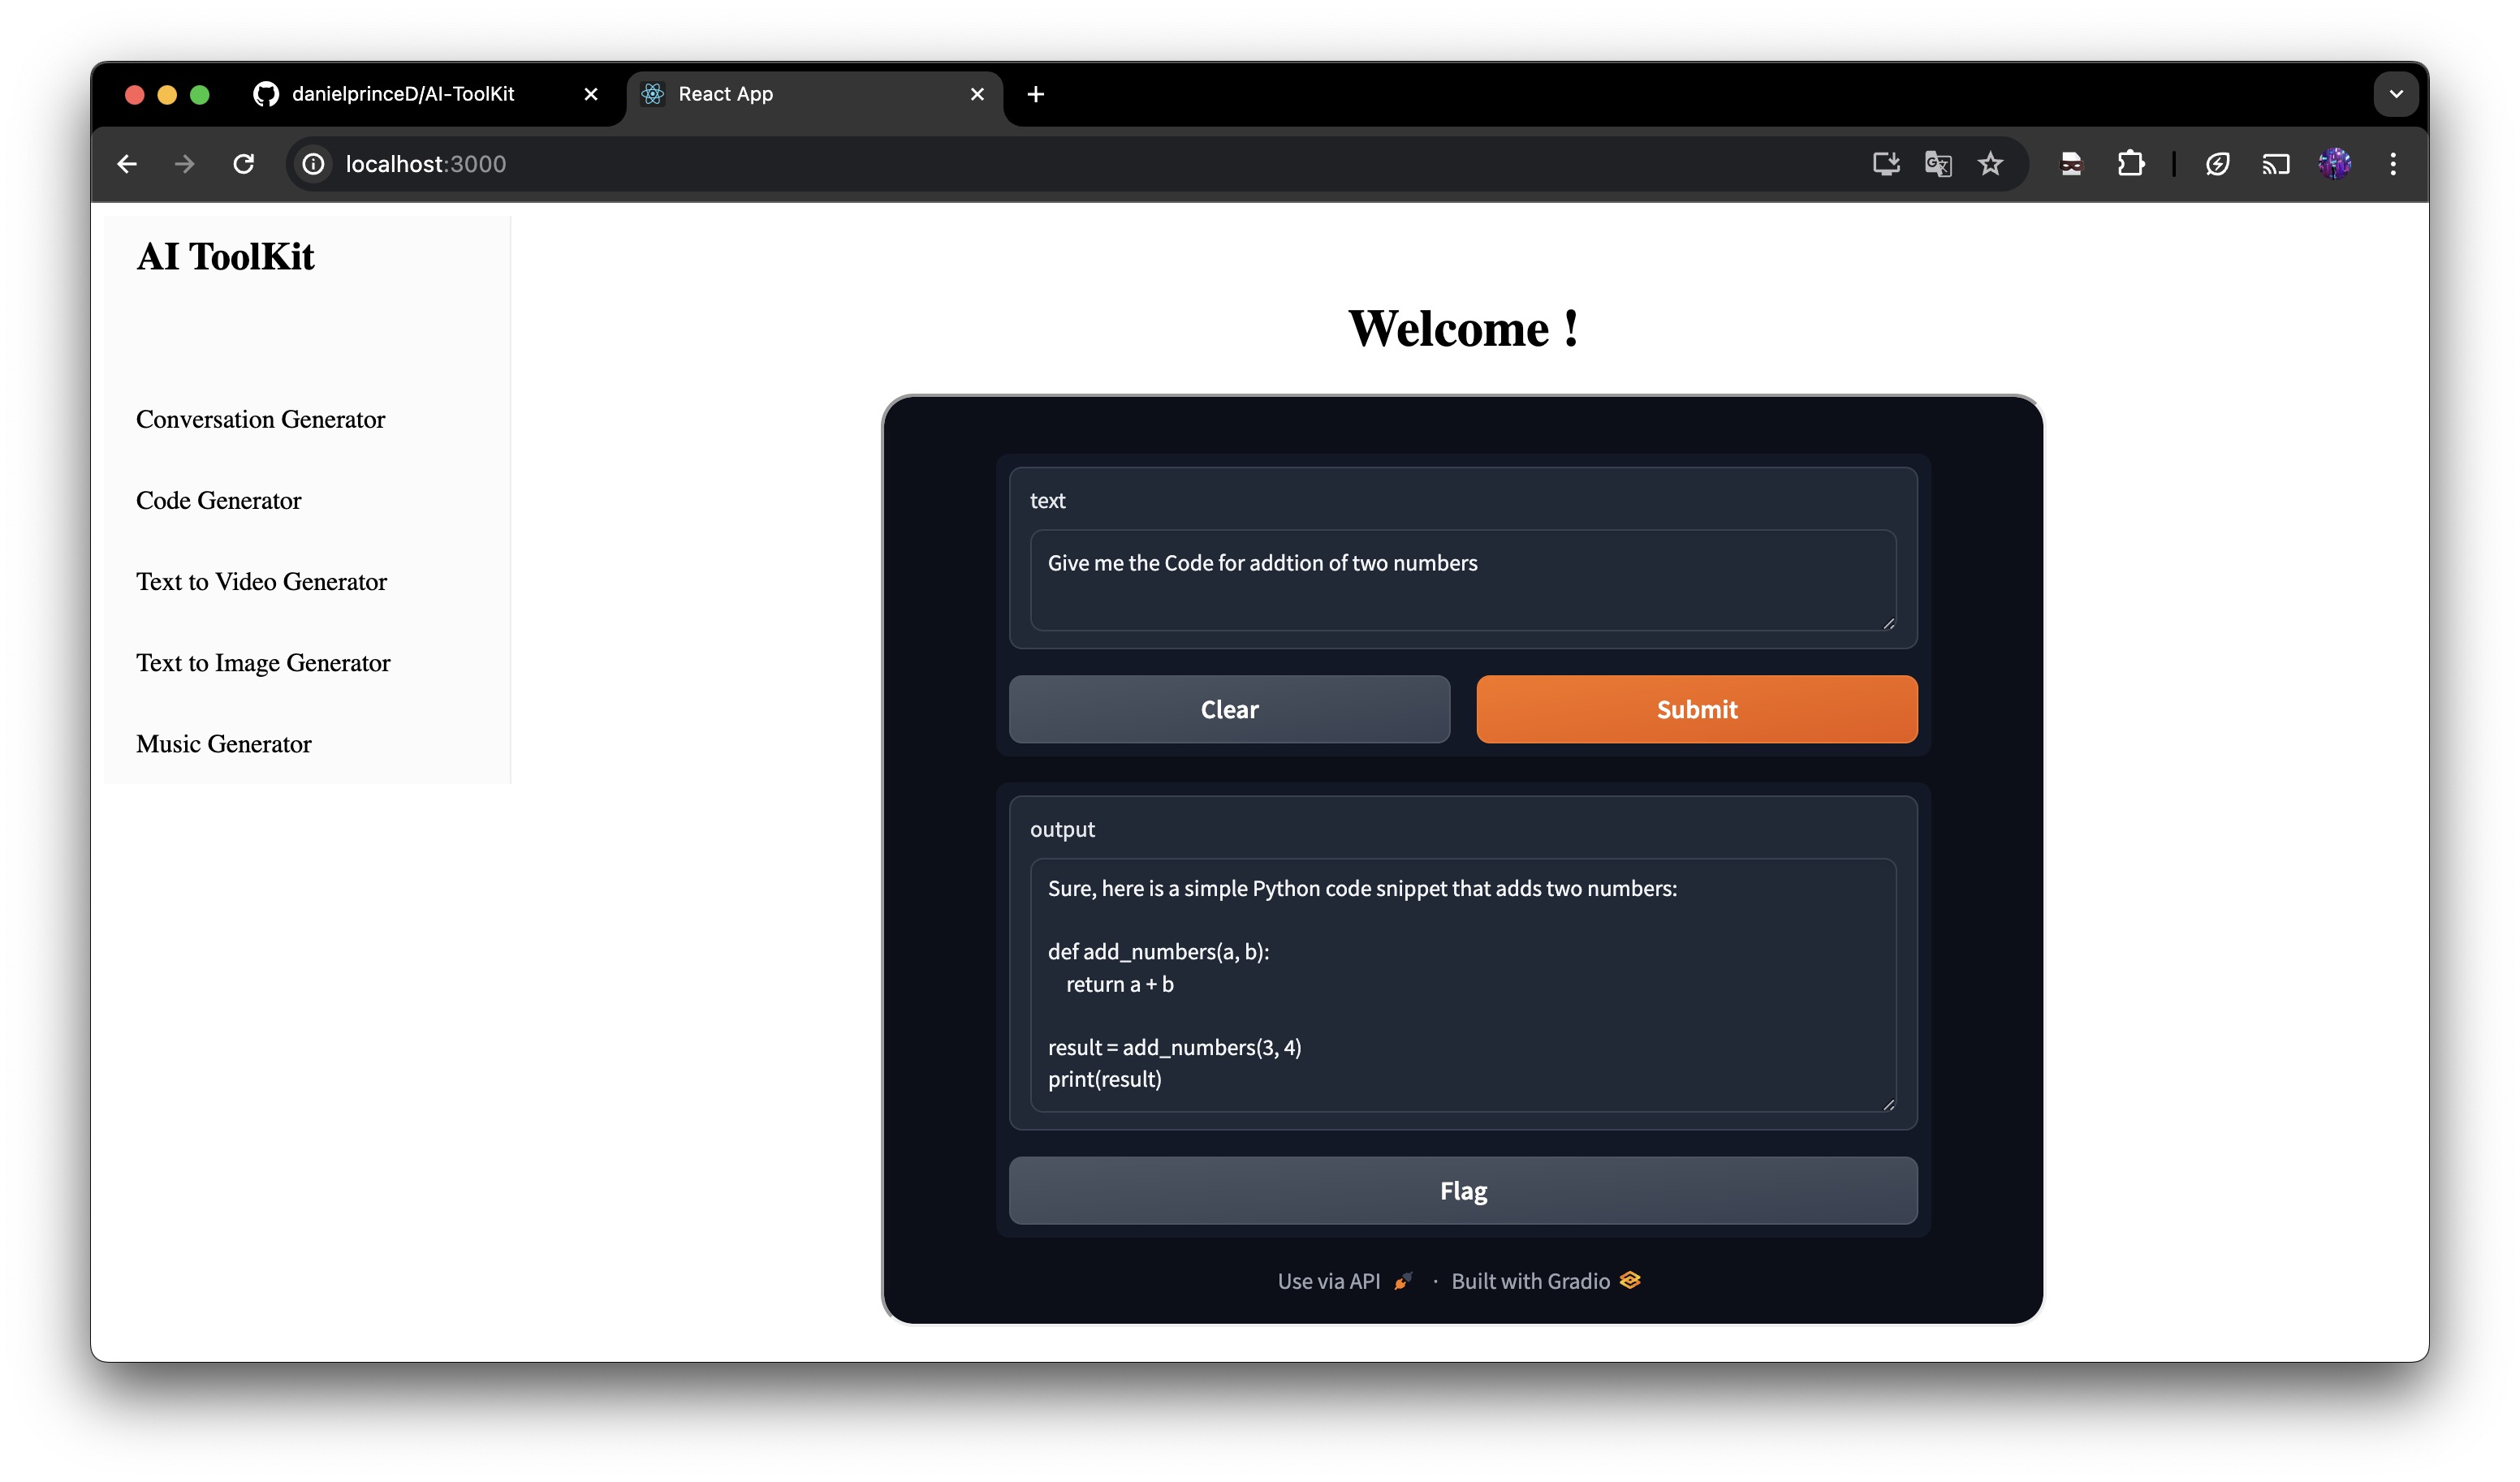 danielprinceD/AI-ToolKit
React App
localhost:3000
AI ToolKit
Conversation Generator
Code Generator
Text to Video Generator
Text to Image Generator
Music Generator
Welcome !
text
Give me the Code for addtion of two numbers
Clear
Submit
output
Sure, here is a simple Python code snippet that adds two numbers:
def add_numbers(a, b):
    return a + b
result = add_numbers(3, 4)
print(result)
Flag
Use via API · Built with Gradio